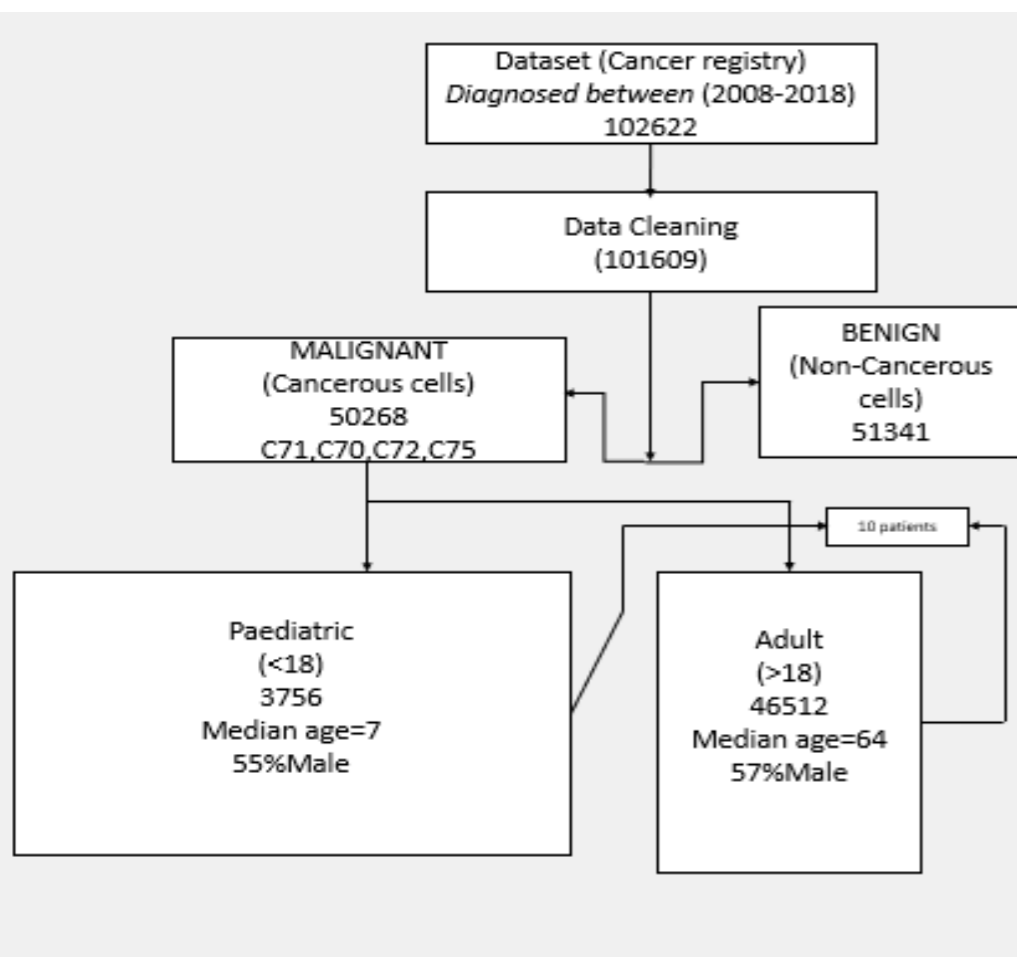 Dataset (Cancer registry)
Diagnosed between (2008-2018)
102622
Data Cleaning
(101609)
MALIGNANT
(Cancerous cells)
50268
C71,C70,C72,C75
BENIGN
(Non-Cancerous
cells)
51341
10 patients
Paediatric
(<18)
3756
Median age=7
55%Male
Adult
(>18)
46512
Median age=64
57%Male